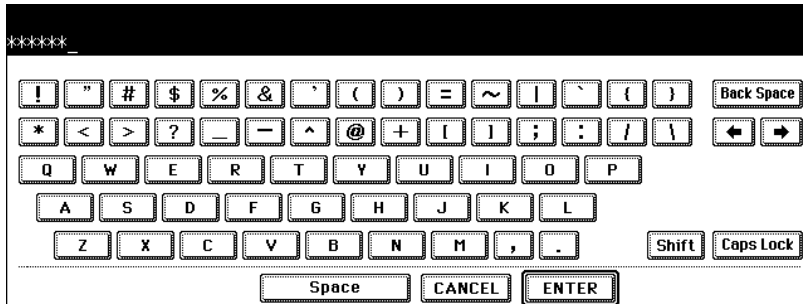 ******_
! " # $ % & ' ( ) = ~ | ` { } Back Space
* < > ? _ - ^ @ + [ ] ; : / \ ← →
Q W E R T Y U I O P
A S D F G H J K L
Z X C V B N M , . Shift Caps Lock
Space CANCEL ENTER